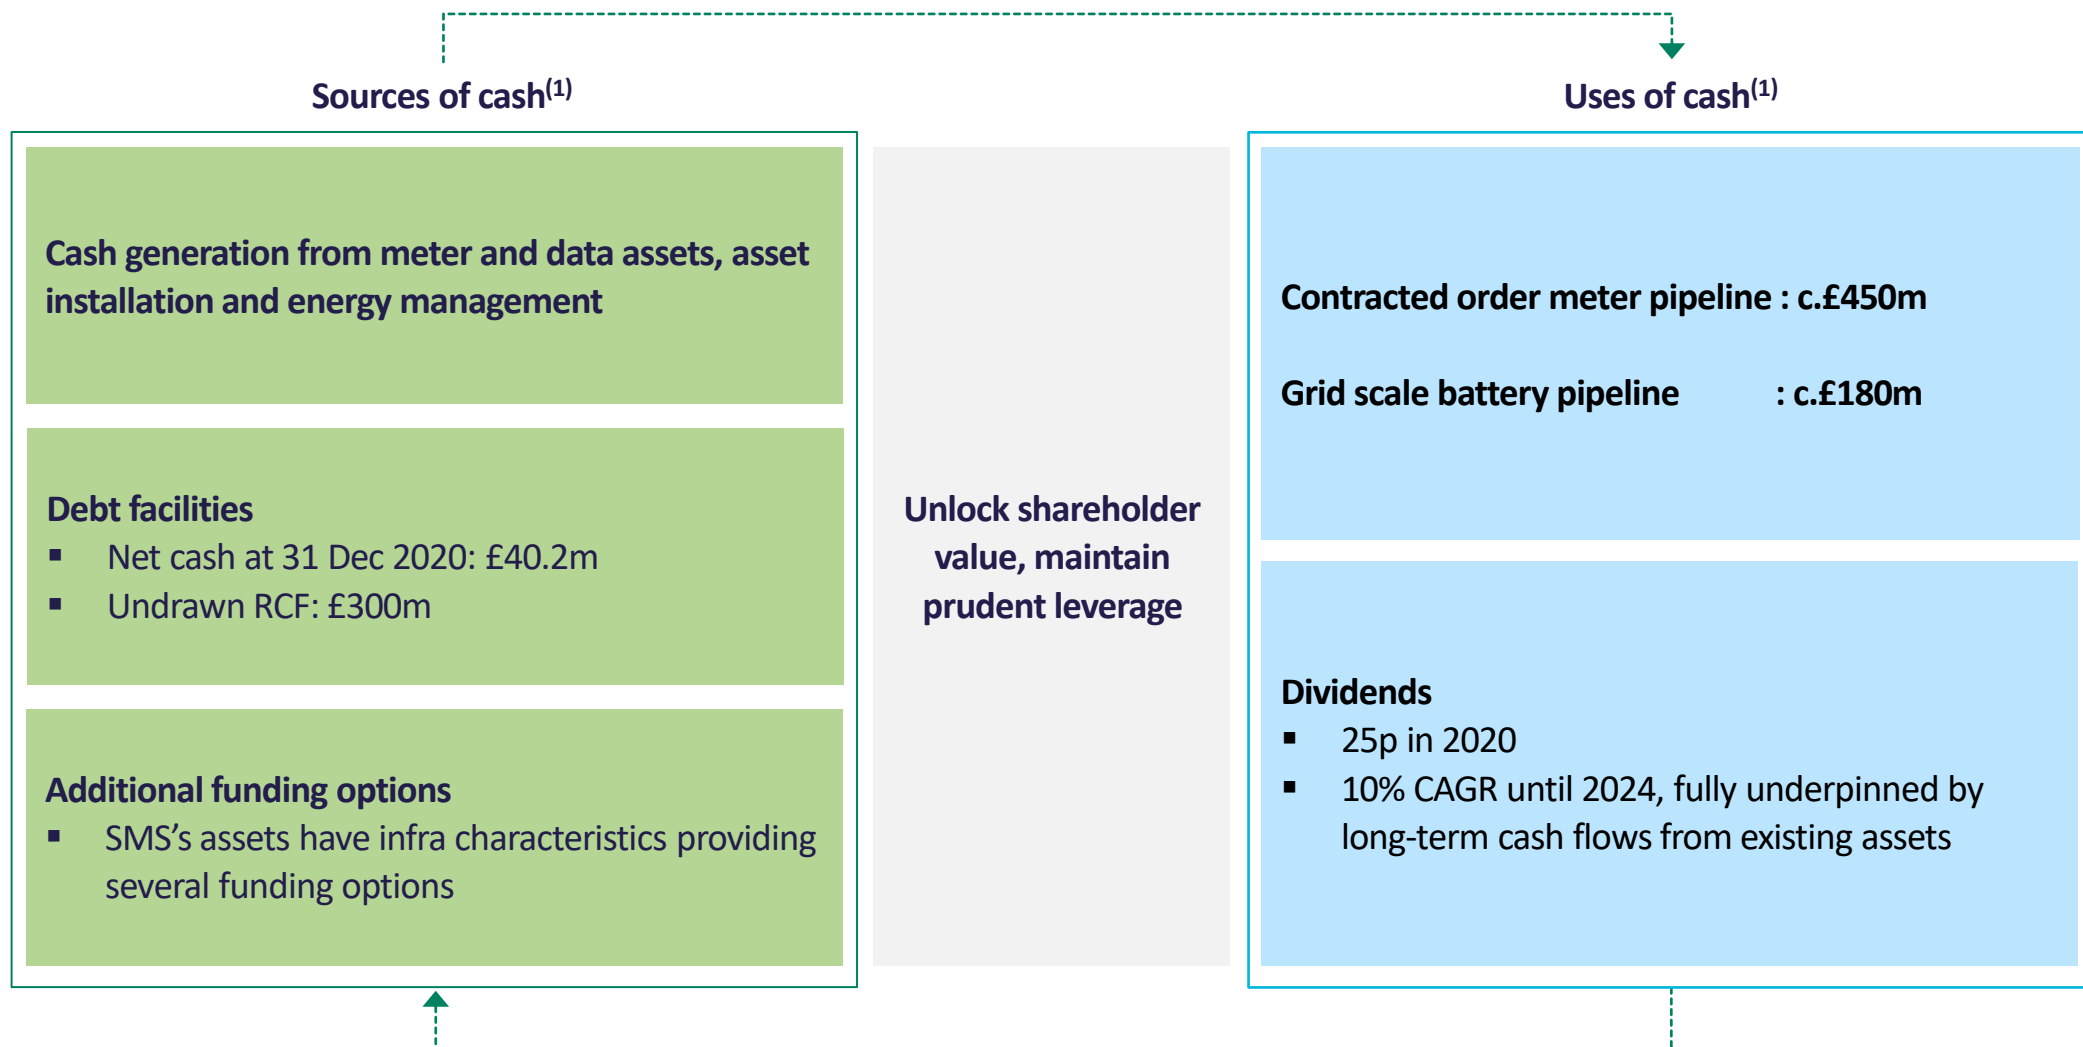 Sources of cash(1)
Cash generation from meter and data assets, asset
installation and energy management
Debt facilities
▪ Net cash at 31 Dec 2020: £40.2m
▪ Undrawn RCF: £300m
Additional funding options
▪ SMS’s assets have infra characteristics providing
several funding options
Unlock shareholder
value, maintain
prudent leverage
Uses of cash(1)
Contracted order meter pipeline : c.£450m
Grid scale battery pipeline : c.£180m
Dividends
▪ 25p in 2020
▪ 10% CAGR until 2024, fully underpinned by
long-term cash flows from existing assets